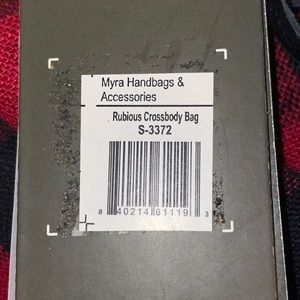 Myra Handbags &
Accessories
Rubious Crossbody Bag
S-3372
8 40214 61119 3